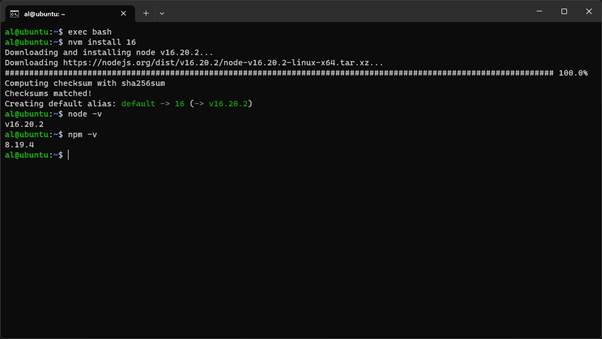 al@ubuntu: ~
al@ubuntu:~$ exec bash
al@ubuntu:~$ nvm install 16
Downloading and installing node v16.20.2...
Downloading https://nodejs.org/dist/v16.20.2/node-v16.20.2-linux-x64.tar.xz...
################################################################################################################# 100.0%
Computing checksum with sha256sum
Checksums matched!
Creating default alias: default -> 16 (-> v16.20.2)
al@ubuntu:~$ node -v
v16.20.2
al@ubuntu:~$ npm -v
8.19.4
al@ubuntu:~$